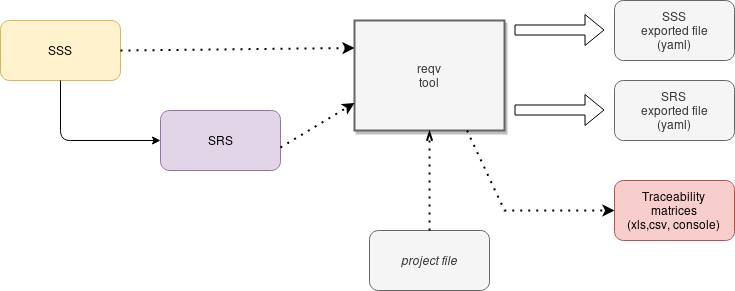 SSS
SRS
reqv
tool
project file
SSS
exported file
(yaml)
SRS
exported file
(yaml)
Traceability
matrices
(xls,csv, console)